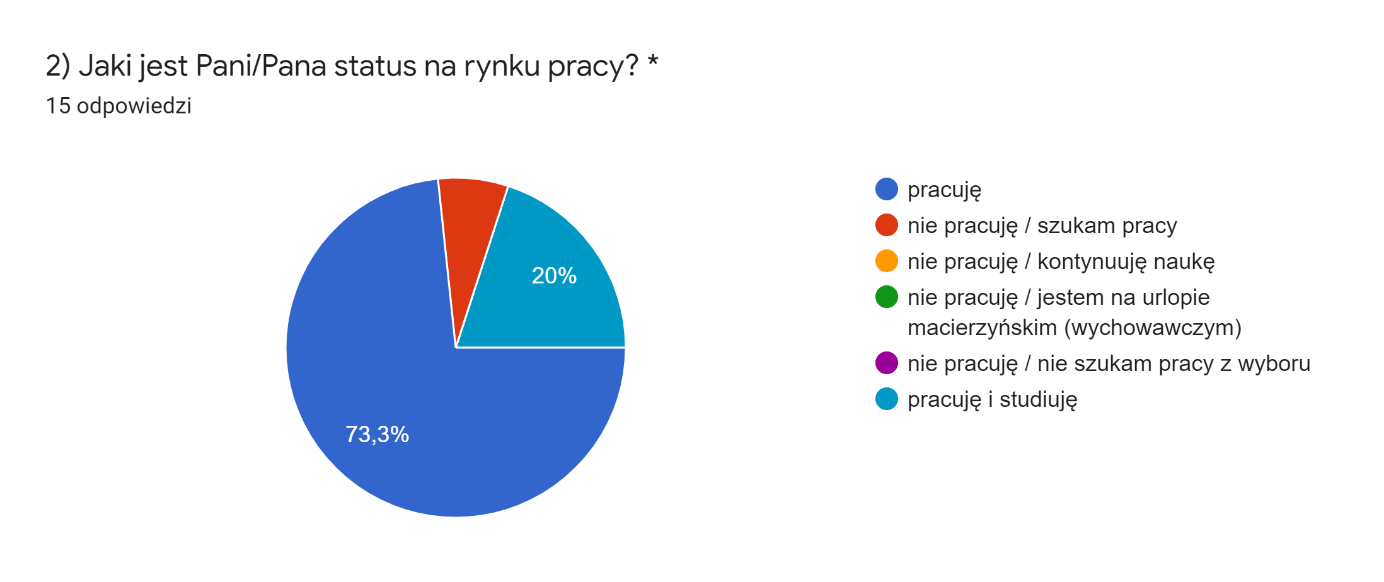 2) Jaki jest Pani/Pana status na rynku pracy? *
15 odpowiedzi
20%
73,3%
pracuję
nie pracuję / szukam pracy
nie pracuję / kontynuuję naukę
nie pracuję / jestem na urlopie
macierzyńskim (wychowawczym)
nie pracuję / nie szukam pracy z wyboru
pracuję i studiuję